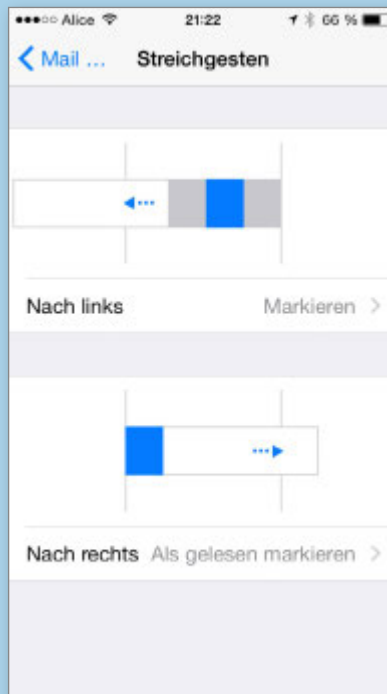 Alice 21:22 66 %
Mail ... Streichgesten
Nach links Markieren
Nach rechts Als gelesen markieren